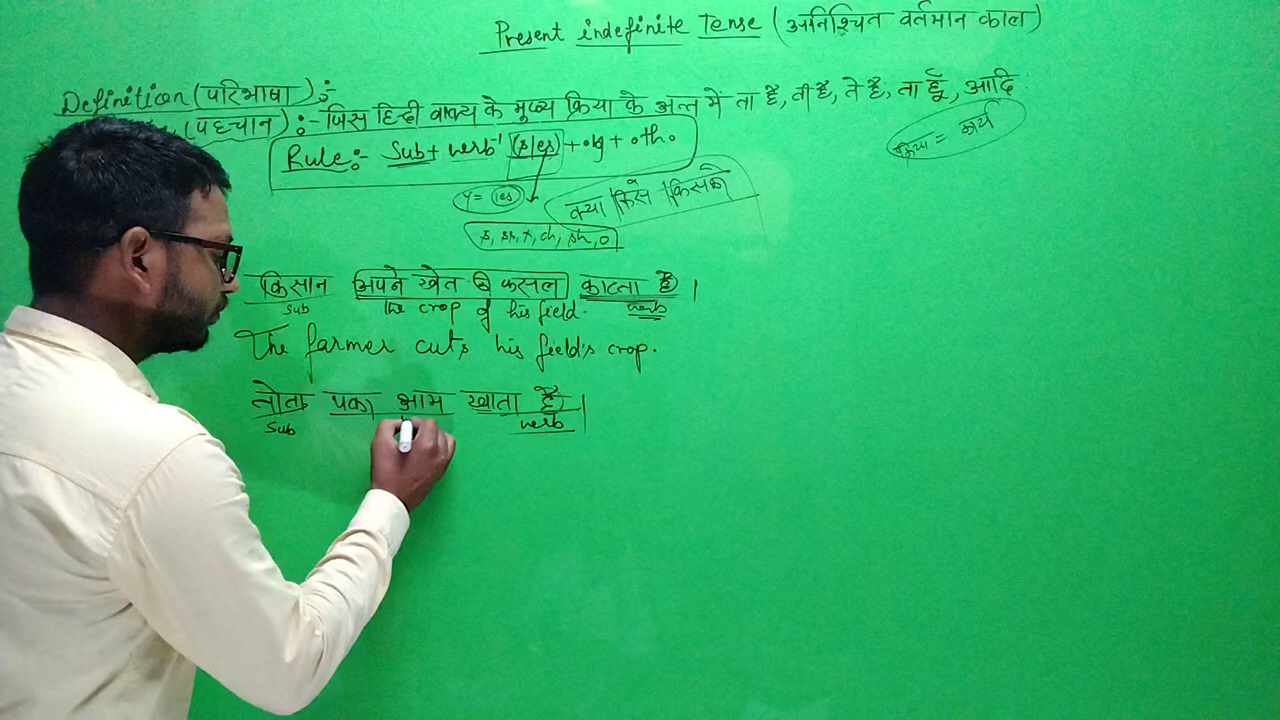 Present indefinite Tense (अनिश्चित वर्तमान काल)
Definition (परिभाषा) :-
(पहचान) :- जिस हिन्दी वाक्य के मुख्य क्रिया के अन्त में ता है, ती है, ते है, ता हूँ, आदि
Rule:- Sub + verb¹ (s/es) + obj + oth.
क्रिया = कार्य
y = ies
क्या / किसे / किसको
s, ss, x, ch, sh, o
किसान अपने खेत की फसल काटता है।
sub the crop of his field. verb
The farmer cuts his field's crop.
तोता पका आम खाता है।
Sub verb